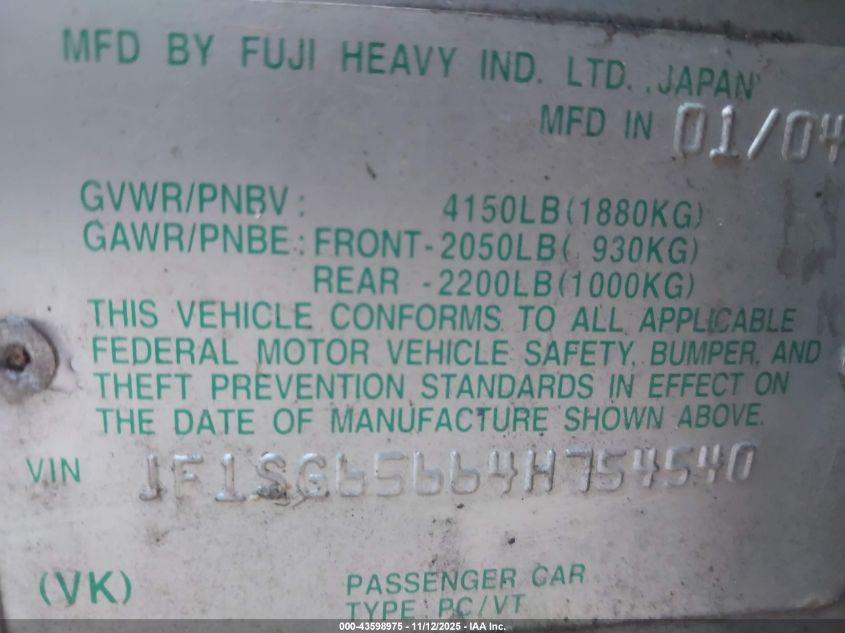 MFD BY FUJI HEAVY IND. LTD., JAPAN
MFD IN 01/04
GVWR/PNBV: 4150LB(1880KG)
GAWR/PNBE: FRONT-2050LB( 930KG)
REAR -2200LB(1000KG)
THIS VEHICLE CONFORMS TO ALL APPLICABLE
FEDERAL MOTOR VEHICLE SAFETY, BUMPER, AND
THEFT PREVENTION STANDARDS IN EFFECT ON
THE DATE OF MANUFACTURE SHOWN ABOVE.
VIN JF1SG65664H754540
(VK) PASSENGER CAR
TYPE PC/VT
000-43598975 - 11/12/2025 - IAA Inc.